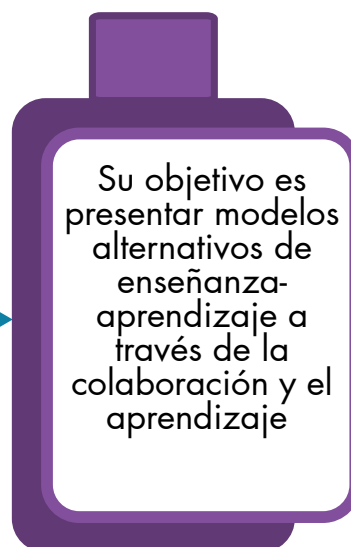 Su objetivo es
presentar modelos
alternativos de
enseñanza-
aprendizaje a
través de la
colaboración y el
aprendizaje